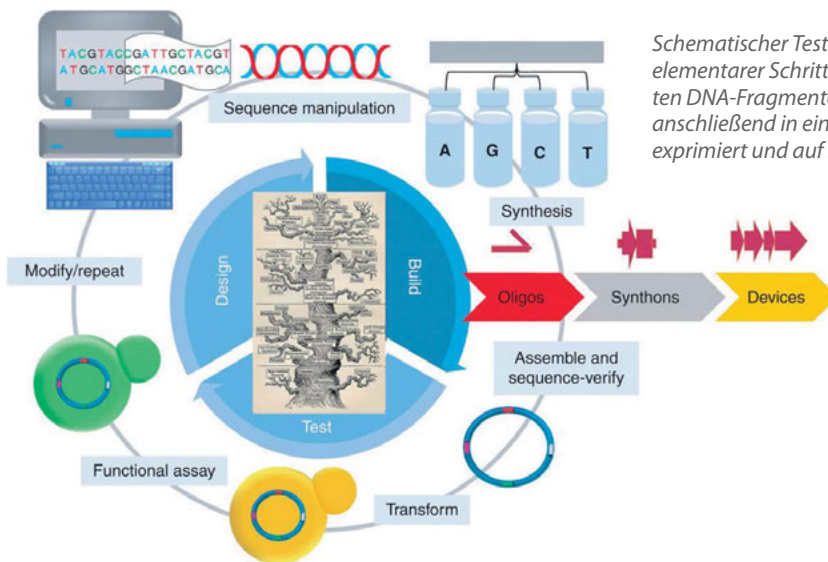 TACGTACCGATTGCTACGT
ATGCATGGCTAACGATGCA
Sequence manipulation
Schematischer Test
elementarer Schritt
ten DNA-Fragment
anschließend in ein
exprimiert und auf
A G C T
Synthesis
Design
Build
Test
Oligos
Synthons
Devices
Assemble and
sequence-verify
Transform
Functional assay
Modify/repeat